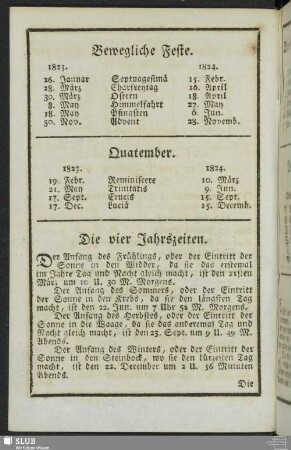 Bewegliche Feste.
1823. 1824.
26. Januar Septuagesimä 15. Febr.
28. März Charfreytag 16. April
30. März Ostern 18. April
8. May Himmelfahrt 27. May
18. May Pfingsten 6. Jun.
30. Nov. Advent 28. Novemb.
Quatember.
1823. 1824.
19. Febr. Reminiscere 10. März
21. May Trinitatis 9. Jun.
17. Sept. Crucis 15. Sept.
17. Dec. Luciä 15. Decemb.
Die vier Jahrszeiten.
Der Anfang des Frühlings, oder der Eintritt der
Sonne in den Widder, da sie das erstemal
im Jahre Tag und Nacht gleich macht, ist den 21sten
März um 10 U. 30 M. Morgens.
Der Anfang des Sommers, oder der Eintritt
der Sonne in den Krebs, da sie den längsten Tag
macht, ist den 22. Jun. um 7 Uhr 52 M. Morgens.
Der Anfang des Herbstes, oder der Eintritt der
Sonne in die Waage, da sie das anderemal Tag und
Nacht gleich macht, ist den 23. Sept. um 9 U. 49 M.
Abends.
Der Anfang des Winters, oder der Eintritt der
Sonne in den Steinbock, wo sie den kürzesten Tag
macht, ist den 22. December um 2 U. 56 Minuten
Abends.
Die
SLUB
Wir führen Wissen.